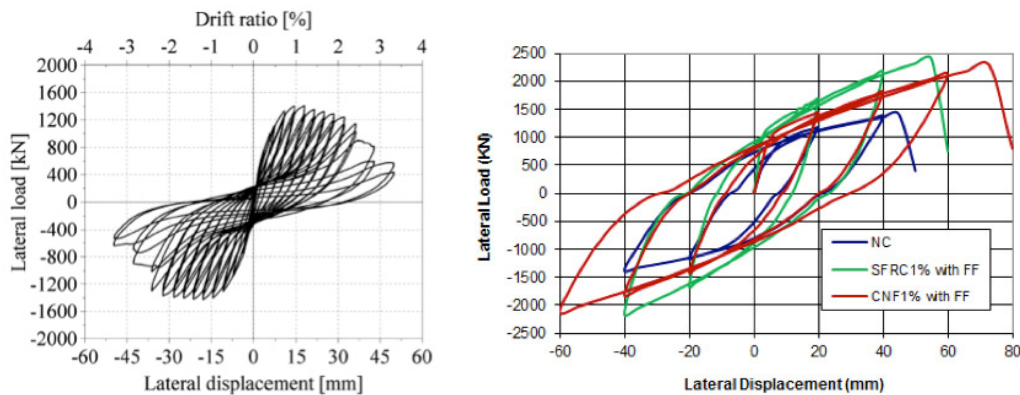 Drift ratio [%]
-4 -3 -2 -1 0 1 2 3 4
Lateral load [kN]
2000
1600
1200
800
400
0
-400
-800
-1200
-1600
-2000
-60 -45 -30 -15 0 15 30 45 60
Lateral displacement [mm]
Lateral Load (KN)
2500
2000
1500
1000
500
0
-500
-1000
-1500
-2000
-2500
NC
SFRC1% with FF
CNF1% with FF
-60 -40 -20 0 20 40 60 80
Lateral Displacement (mm)